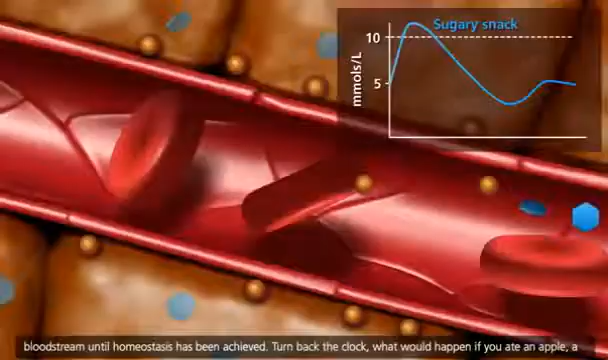 Sugary snack
10
mmols/L
5
bloodstream until homeostasis has been achieved. Turn back the clock, what would happen if you ate an apple, a